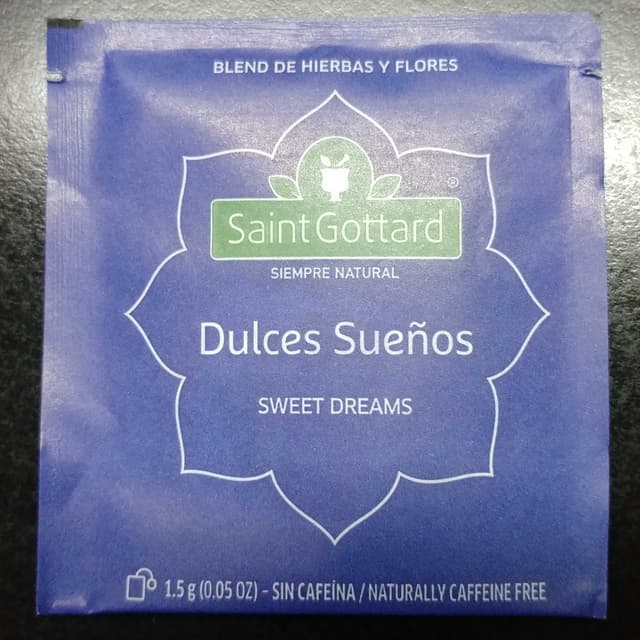 BLEND DE HIERBAS Y FLORES
®
Saint Gottard
SIEMPRE NATURAL
Dulces Sueños
SWEET DREAMS
1.5 g (0.05 OZ) - SIN CAFEÍNA / NATURALLY CAFFEINE FREE